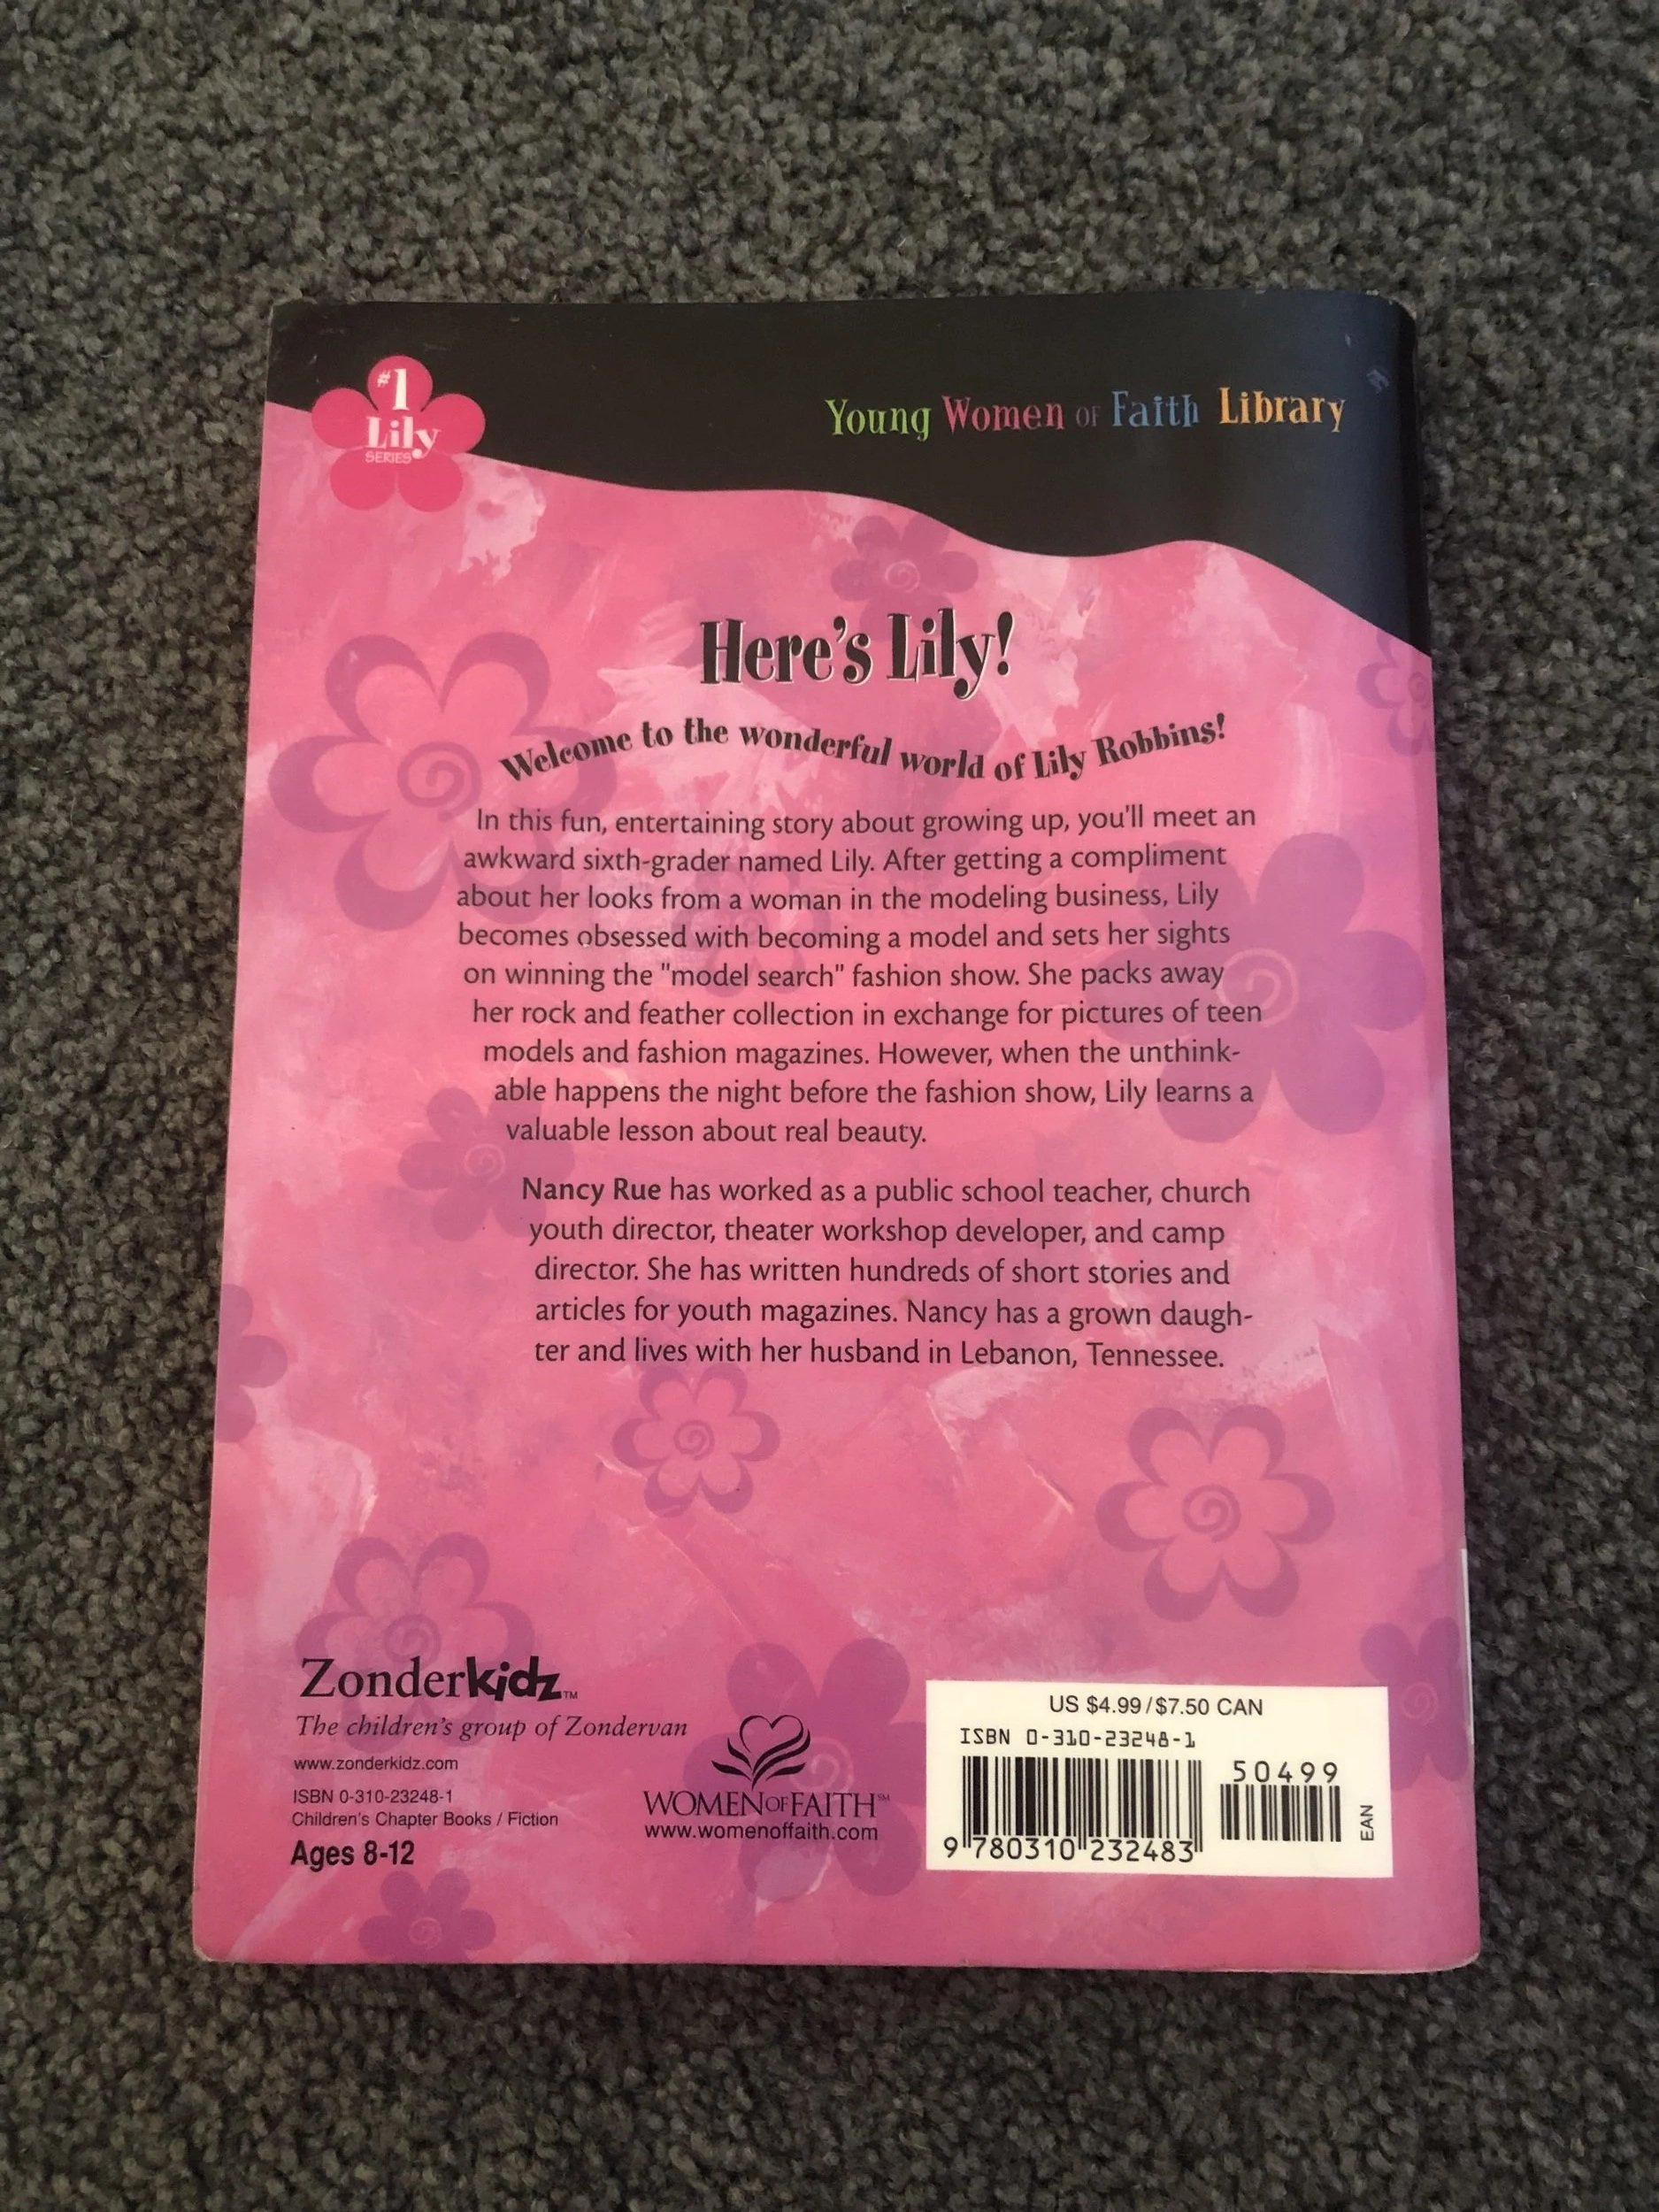 #1
Lily
SERIES
Young Women OF Faith Library
Here's Lily!
Welcome to the wonderful world of Lily Robbins!
In this fun, entertaining story about growing up, you'll meet an
awkward sixth-grader named Lily. After getting a compliment
about her looks from a woman in the modeling business, Lily
becomes obsessed with becoming a model and sets her sights
on winning the "model search" fashion show. She packs away
her rock and feather collection in exchange for pictures of teen
models and fashion magazines. However, when the unthink-
able happens the night before the fashion show, Lily learns a
valuable lesson about real beauty.
Nancy Rue has worked as a public school teacher, church
youth director, theater workshop developer, and camp
director. She has written hundreds of short stories and
articles for youth magazines. Nancy has a grown daugh-
ter and lives with her husband in Lebanon, Tennessee.
Zonderkidz™
The children's group of Zondervan
www.zonderkidz.com
ISBN 0-310-23248-1
Children's Chapter Books / Fiction
Ages 8-12
WOMEN OF FAITH℠
www.womenoffaith.com
US $4.99/$7.50 CAN
ISBN 0-310-23248-1
50499
9 780310 232483
EAN